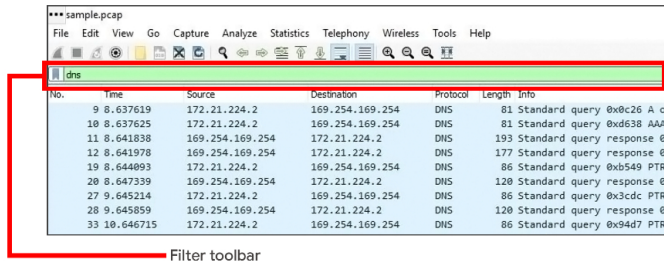 sample.pcap
File Edit View Go Capture Analyze Statistics Telephony Wireless Tools Help
dns
No. Time Source Destination Protocol Length Info
9 8.637619 172.21.224.2 169.254.169.254 DNS 81 Standard query 0x0c26 A
10 8.637625 172.21.224.2 169.254.169.254 DNS 81 Standard query 0xd638 AAA
11 8.641838 169.254.169.254 172.21.224.2 DNS 193 Standard query response 0
12 8.641978 169.254.169.254 172.21.224.2 DNS 177 Standard query response 0
19 8.644093 172.21.224.2 169.254.169.254 DNS 86 Standard query 0xb549 PTR
20 8.647339 169.254.169.254 172.21.224.2 DNS 120 Standard query response 0
27 9.645214 172.21.224.2 169.254.169.254 DNS 86 Standard query 0x3cdc PTR
28 9.645859 169.254.169.254 172.21.224.2 DNS 120 Standard query response 0
33 10.646715 172.21.224.2 169.254.169.254 DNS 86 Standard query 0x94d7 PTR
Filter toolbar